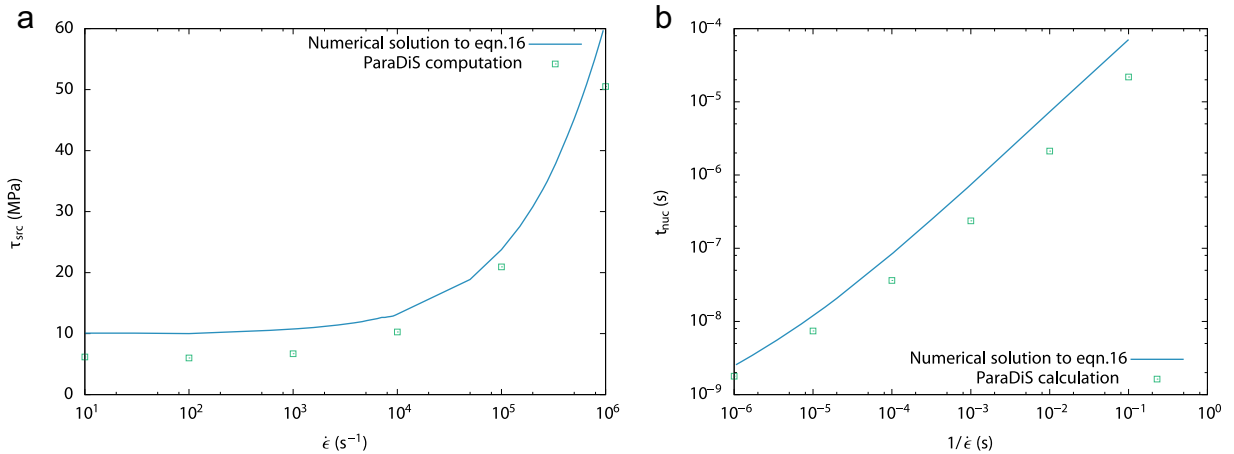 a
60
50
40
30
20
10
0
τsrc (MPa)
Numerical solution to eqn.16
ParaDiS computation
10¹ 10² 10³ 10⁴ 10⁵ 10⁶
ϵ̇ (s⁻¹)
b
10⁻⁴
10⁻⁵
10⁻⁶
10⁻⁷
10⁻⁸
10⁻⁹
tnuc (s)
Numerical solution to eqn.16
ParaDiS calculation
10⁻⁶ 10⁻⁵ 10⁻⁴ 10⁻³ 10⁻² 10⁻¹ 10⁰
1/ϵ̇ (s)